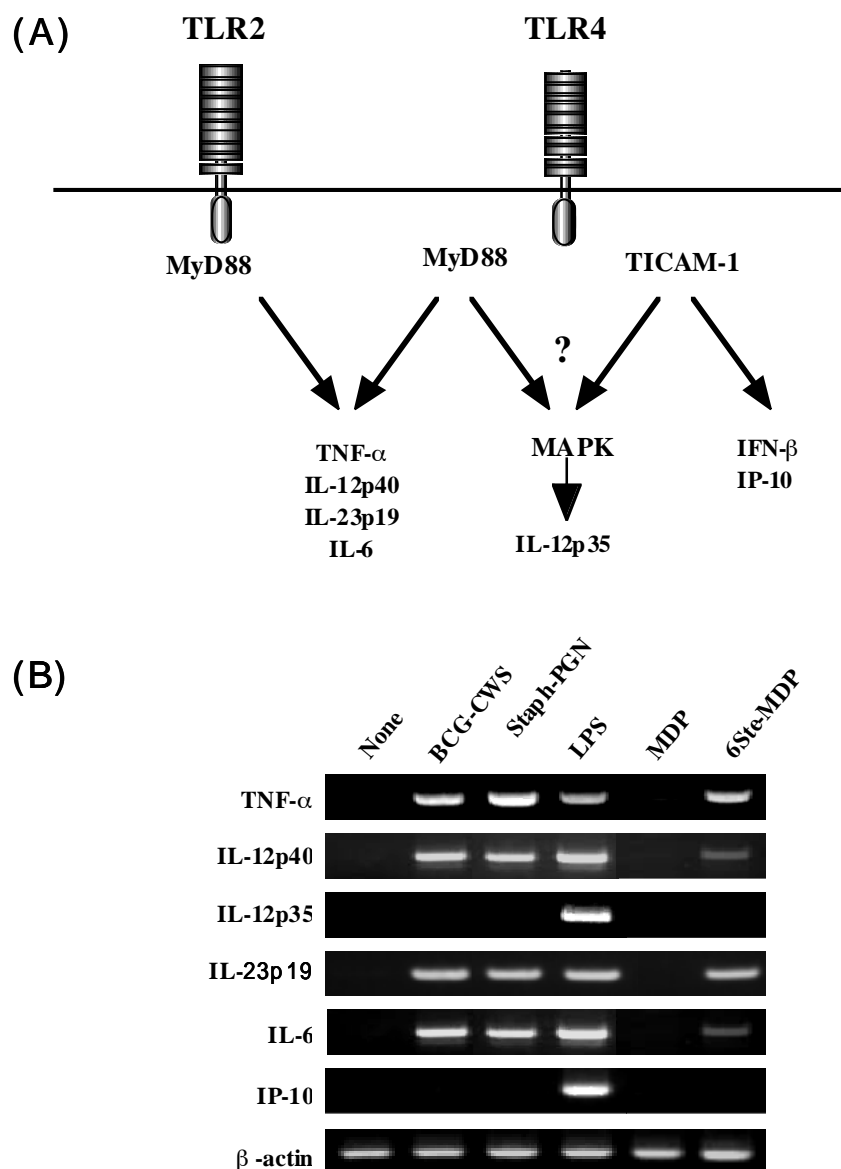 (A)
TLR2 TLR4
MyD88 MyD88 TICAM-1
?
TNF-α
IL-12p40
IL-23p19
IL-6
MAPK
IL-12p35
IFN-β
IP-10
(B)
None BCG-CWS Staph-PGN LPS MDP 6Ste-MDP
TNF-α
IL-12p40
IL-12p35
IL-23p19
IL-6
IP-10
β-actin